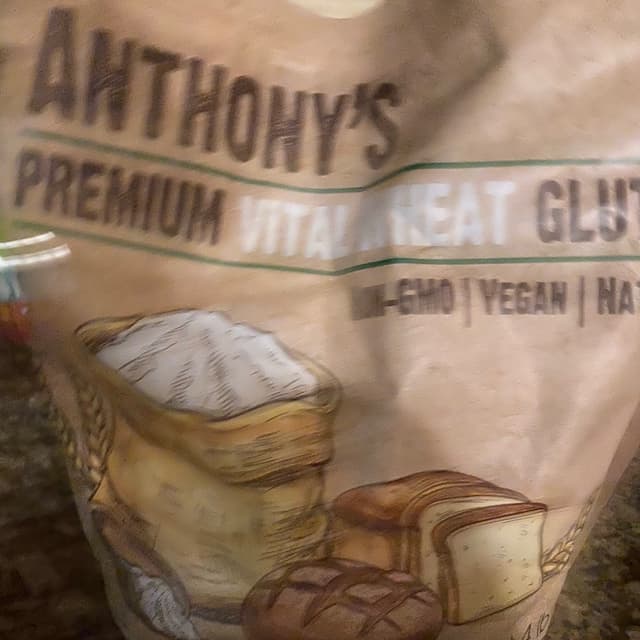 ANTHONY'S
PREMIUM VITAL WHEAT GLUT
NON-GMO | VEGAN | NA